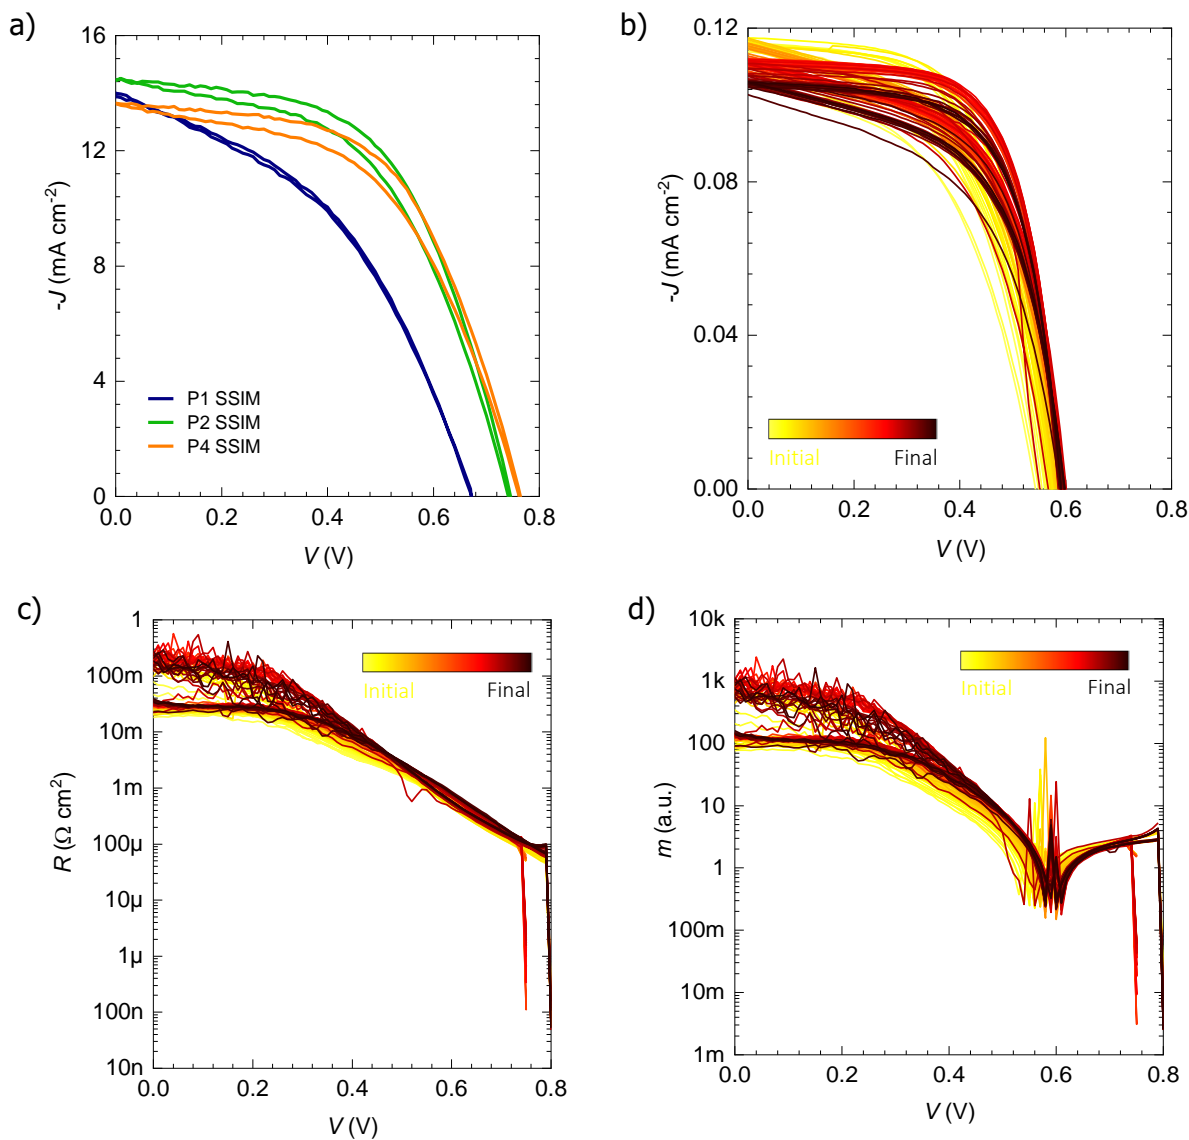 a)
16
12
8
4
0
-J (mA cm-2)
P1 SSIM
P2 SSIM
P4 SSIM
0.0 0.2 0.4 0.6 0.8
V (V)
b)
0.12
0.08
0.04
0.00
-J (mA cm-2)
Initial Final
0.0 0.2 0.4 0.6 0.8
V (V)
c)
1
100m
10m
1m
100µ
10µ
1µ
100n
10n
R (Ω cm2)
Initial Final
0.0 0.2 0.4 0.6 0.8
V (V)
d)
10k
1k
100
10
1
100m
10m
1m
m (a.u.)
Initial Final
0.0 0.2 0.4 0.6 0.8
V (V)